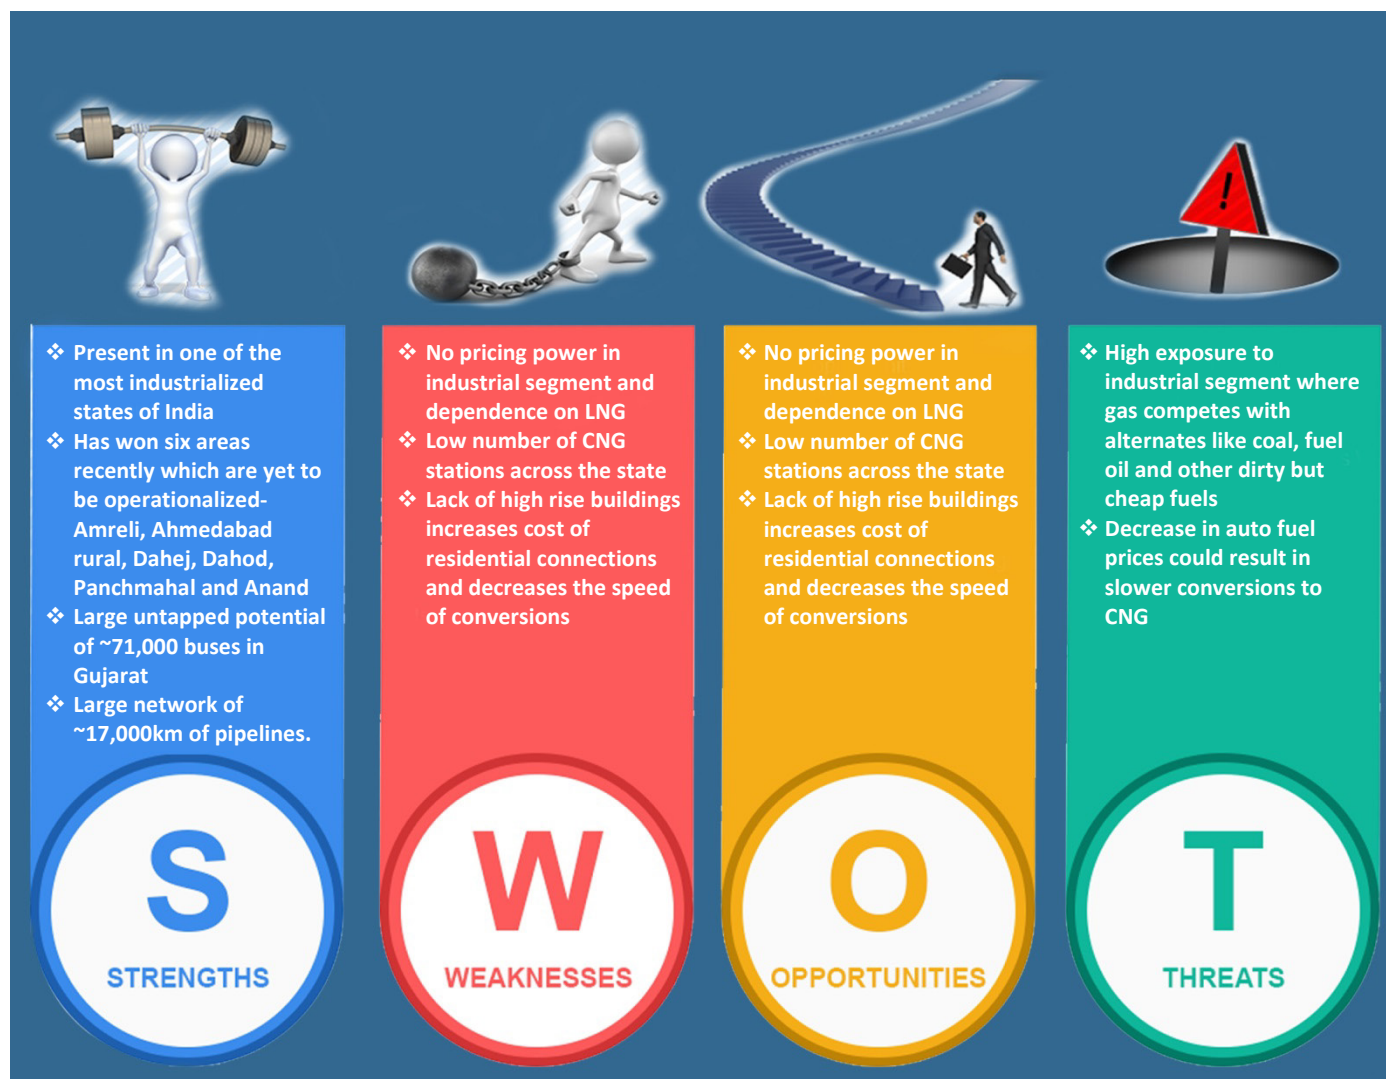 ❖ Present in one of the
most industrialized
states of India
❖ Has won six areas
recently which are yet to
be operationalized-
Amreli, Ahmedabad
rural, Dahej, Dahod,
Panchmahal and Anand
❖ Large untapped potential
of ~71,000 buses in
Gujarat
❖ Large network of
~17,000km of pipelines.
S
STRENGTHS
❖ No pricing power in
industrial segment and
dependence on LNG
❖ Low number of CNG
stations across the state
❖ Lack of high rise buildings
increases cost of
residential connections
and decreases the speed
of conversions
W
WEAKNESSES
❖ No pricing power in
industrial segment and
dependence on LNG
❖ Low number of CNG
stations across the state
❖ Lack of high rise buildings
increases cost of
residential connections
and decreases the speed
of conversions
O
OPPORTUNITIES
!
❖ High exposure to
industrial segment where
gas competes with
alternates like coal, fuel
oil and other dirty but
cheap fuels
❖ Decrease in auto fuel
prices could result in
slower conversions to
CNG
T
THREATS